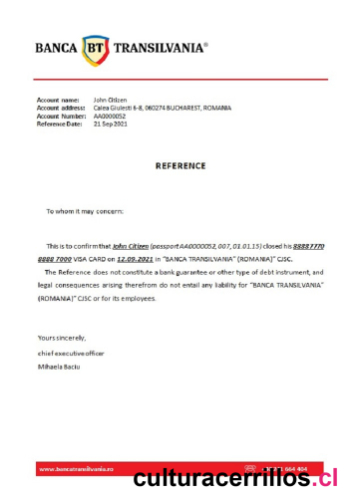 BANCA BT TRANSILVANIA®
Account name: John Citizen
Account address: Calea Giulesti 6-8, 060274 BUCHAREST, ROMANIA
Account Number: AA0000052
Reference Date: 21 Sep 2021
REFERENCE
To whom it may concern:
This is to confirm that John Citizen (passport AA0000052, 007, 01.01.15) closed his 88887770
8888 7000 VISA CARD on 12.09.2021 in "BANCA TRANSILVANIA" (ROMANIA)" CJSC.
The Reference does not constitute a bank guarantee or other type of debt instrument, and
legal consequences arising therefrom do not entail any liability for "BANCA TRANSILVANIA"
(ROMANIA)" CJSC or for its employees.
Yours sincerely,
chief executive officer
Mihaela Baciu
www.bancatransilvania.ro
culturacerrillos.cl